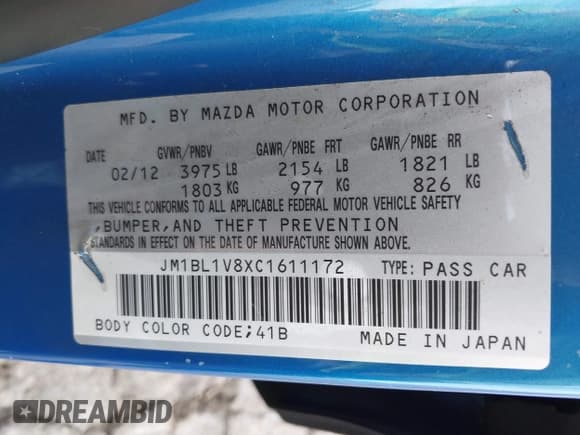 MFD. BY MAZDA MOTOR CORPORATION
DATE GVWR/PNBV GAWR/PNBE FRT GAWR/PNBE RR
02/12 3975 LB 2154 LB 1821 LB
1803 KG 977 KG 826 KG
THIS VEHICLE CONFORMS TO ALL APPLICABLE FEDERAL MOTOR VEHICLE SAFETY
,BUMPER,AND THEFT PREVENTION
STANDARDS IN EFFECT ON THE DATE OF MANUFACTURE SHOWN ABOVE.
JM1BL1V8XC1611172 TYPE: PASS CAR
BODY COLOR CODE;41B MADE IN JAPAN
DREAMBID